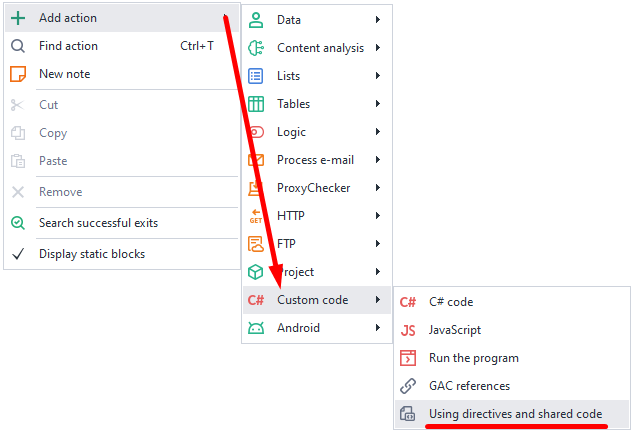 Add action
Find action Ctrl+T
New note
Cut
Copy
Paste
Remove
Search successful exits
Display static blocks
Data
Content analysis
Lists
Tables
Logic
Process e-mail
ProxyChecker
GET HTTP
FTP
Project
C# Custom code
Android
C# C# code
JS JavaScript
Run the program
GAC references
Using directives and shared code